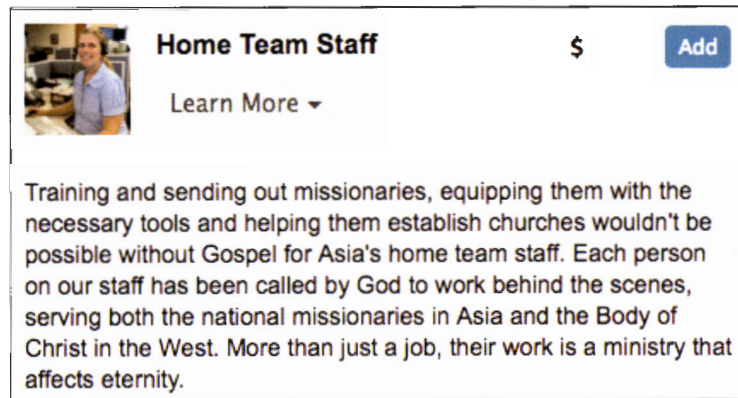 Home Team Staff
$
Add
Learn More
Training and sending out missionaries, equipping them with the
necessary tools and helping them establish churches wouldn't be
possible without Gospel for Asia's home team staff. Each person
on our staff has been called by God to work behind the scenes,
serving both the national missionaries in Asia and the Body of
Christ in the West. More than just a job, their work is a ministry that
affects eternity.